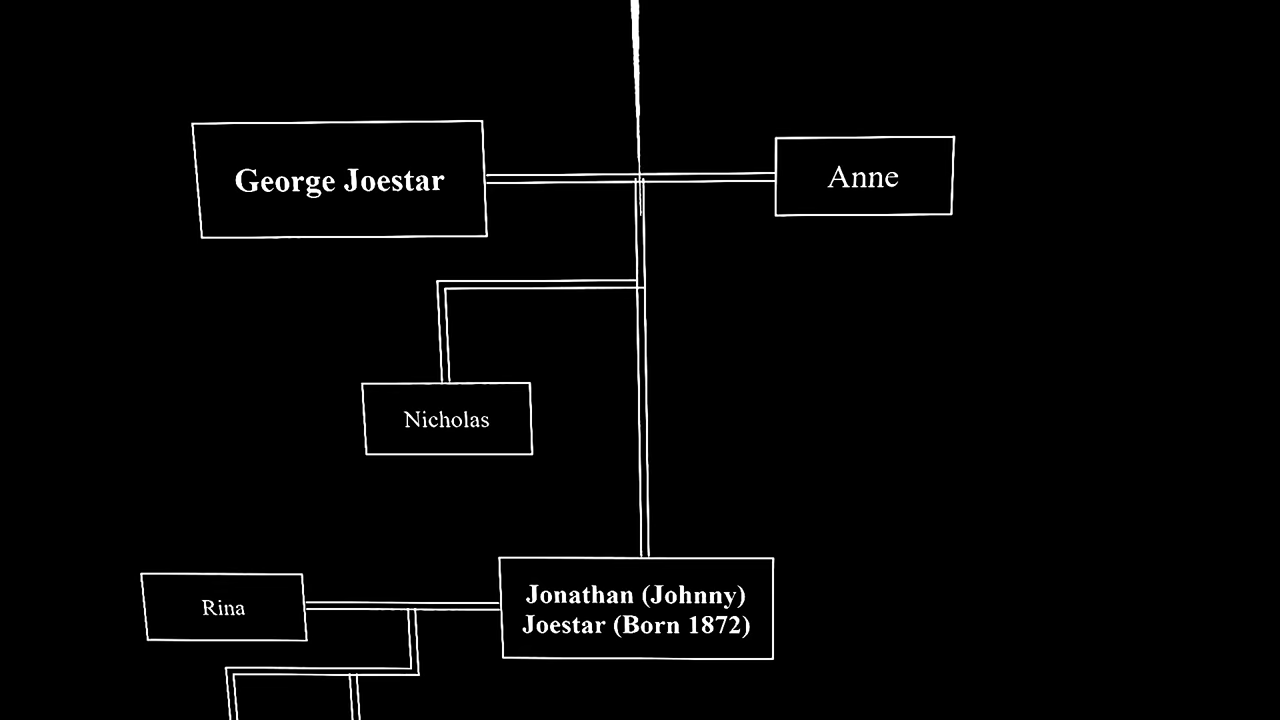 George Joestar
Anne
Nicholas
Rina
Jonathan (Johnny)
Joestar (Born 1872)